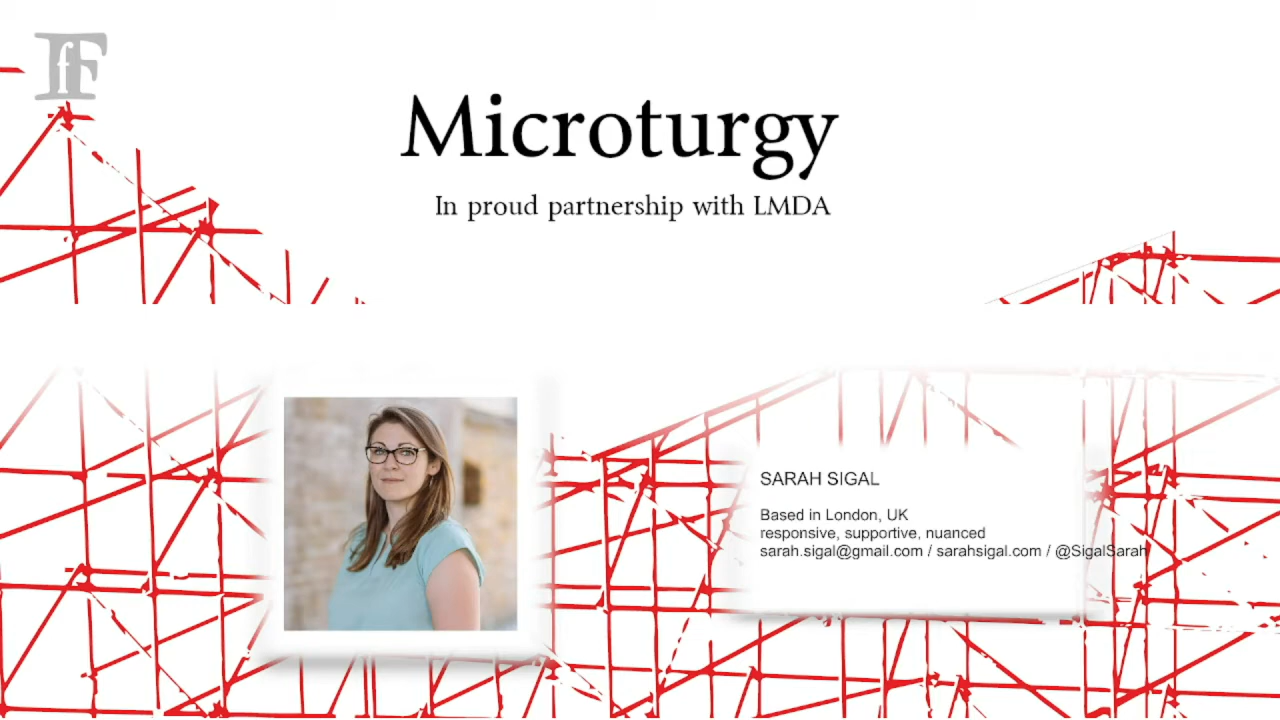 fF
Microturgy
In proud partnership with LMDA
SARAH SIGAL
Based in London, UK
responsive, supportive, nuanced
sarah.sigal@gmail.com / sarahsigal.com / @SigalSarah